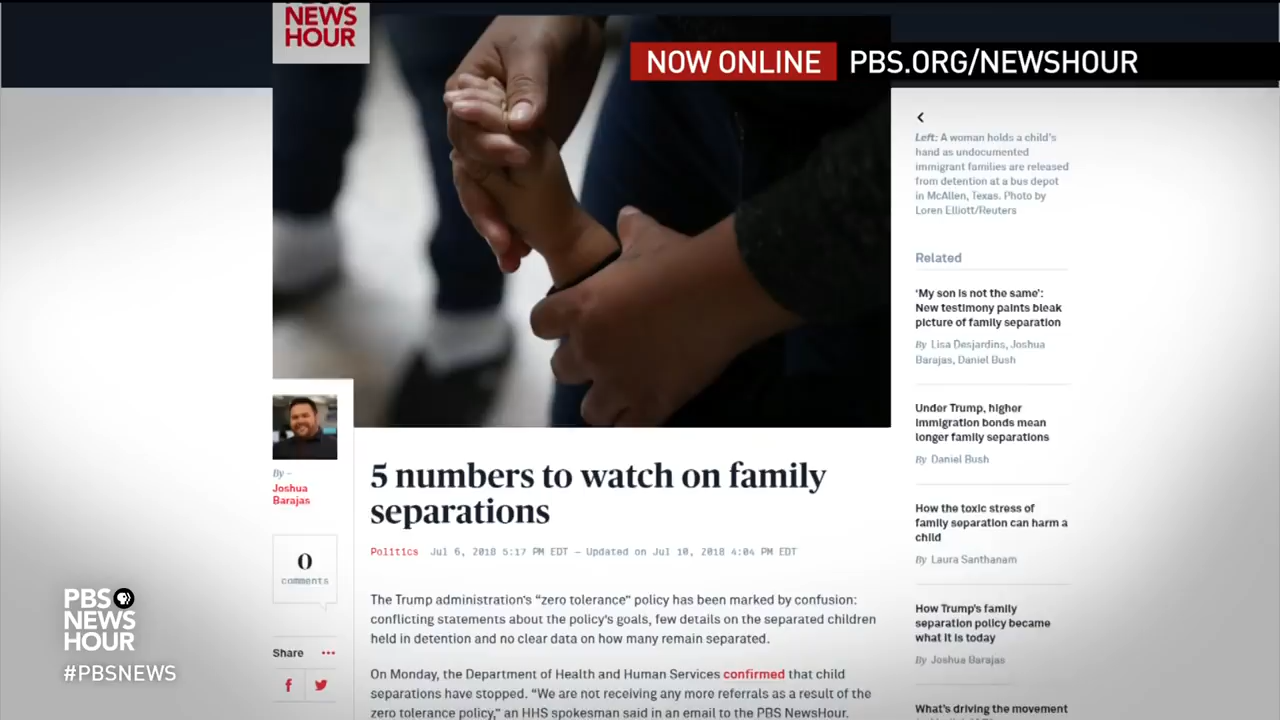 PBS
NEWS
HOUR
NOW ONLINE PBS.ORG/NEWSHOUR
Left: A woman holds a child's
hand as undocumented
immigrant families are released
from detention at a bus depot
in McAllen, Texas. Photo by
Loren Elliott/Reuters
Related
‘My son is not the same’:
New testimony paints bleak
picture of family separation
By Lisa Desjardins, Joshua
Barajas, Daniel Bush
Under Trump, higher
immigration bonds mean
longer family separations
By Daniel Bush
How the toxic stress of
family separation can harm a
child
By Laura Santhanam
How Trump's family
separation policy became
what it is today
By Joshua Barajas
What's driving the movement
By –
Joshua
Barajas
0
comments
Share
5 numbers to watch on family
separations
Politics Jul 6, 2018 5:17 PM EDT – Updated on Jul 10, 2018 4:04 PM EDT
The Trump administration's “zero tolerance” policy has been marked by confusion:
conflicting statements about the policy's goals, few details on the separated children
held in detention and no clear data on how many remain separated.
On Monday, the Department of Health and Human Services confirmed that child
separations have stopped. “We are not receiving any more referrals as a result of the
zero tolerance policy,” an HHS spokesman said in an email to the PBS NewsHour.
PBS
NEWS
HOUR
#PBSNEWS